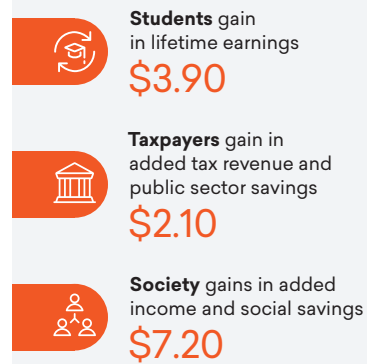 Students gain
in lifetime earnings
$3.90
Taxpayers gain in
added tax revenue and
public sector savings
$2.10
Society gains in added
income and social savings
$7.20